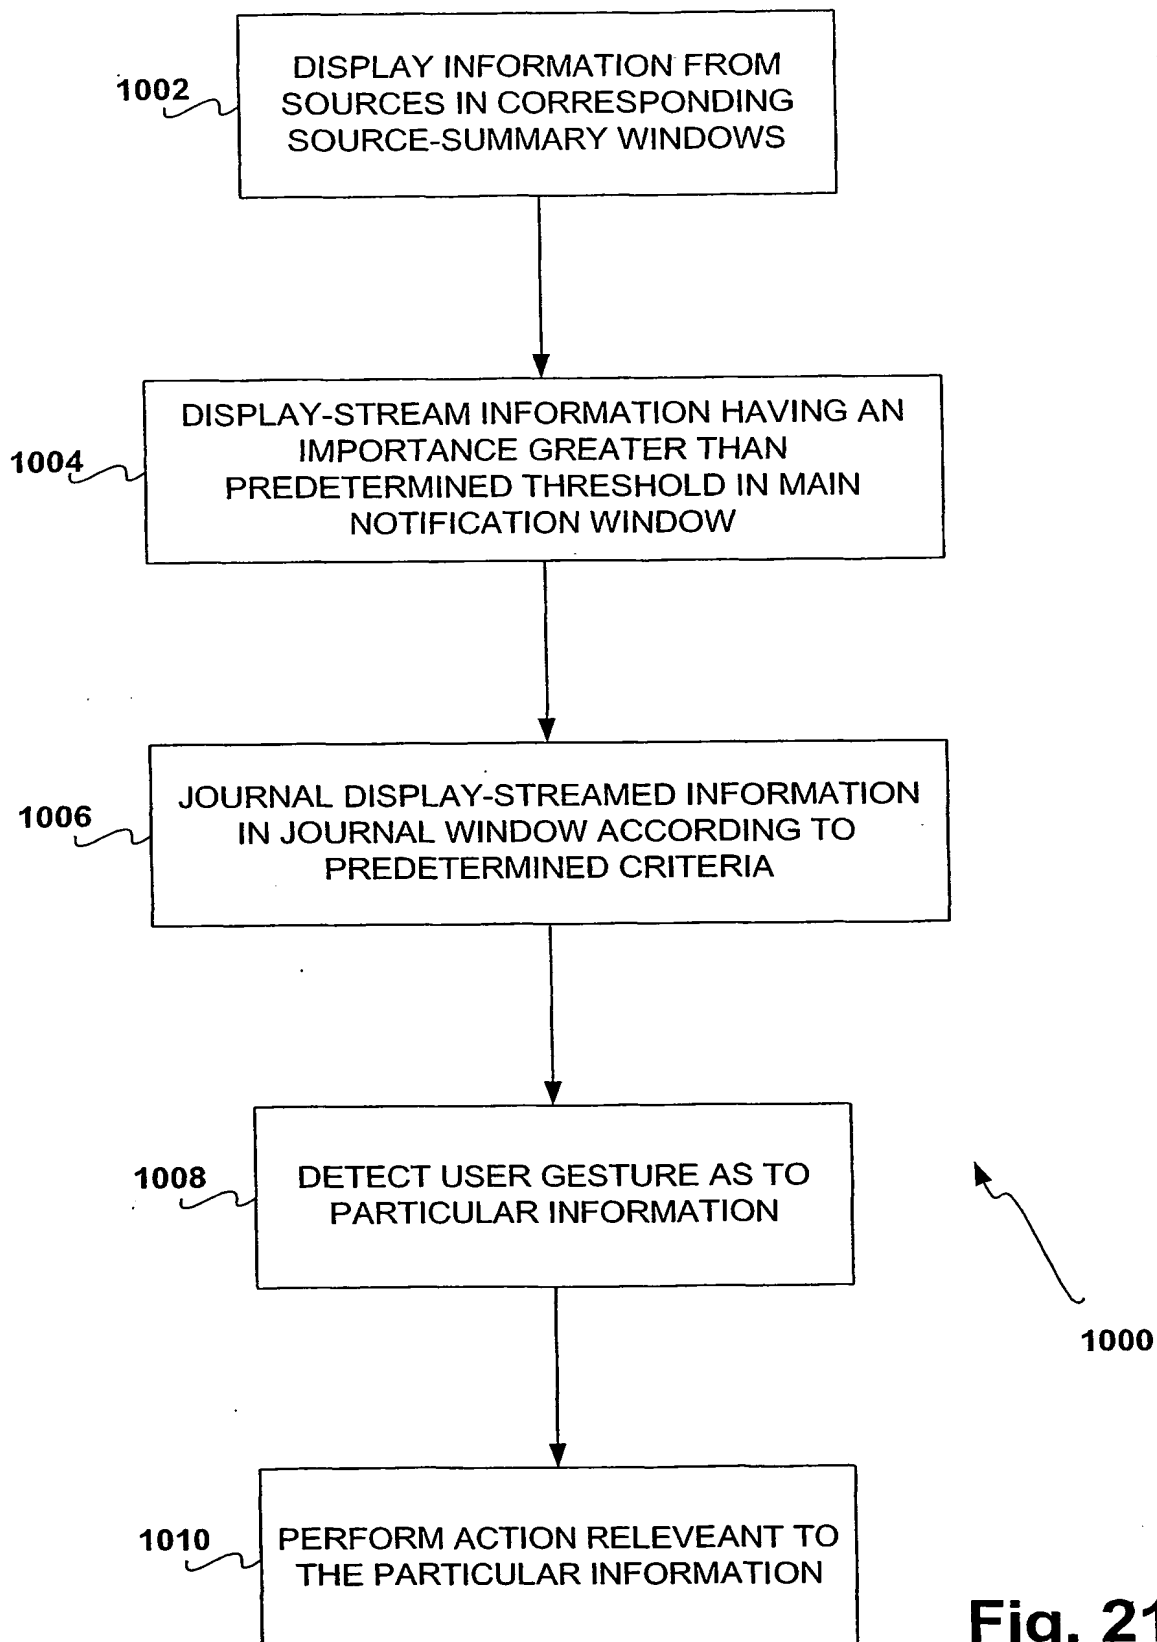 1002
DISPLAY INFORMATION FROM
SOURCES IN CORRESPONDING
SOURCE-SUMMARY WINDOWS
1004
DISPLAY-STREAM INFORMATION HAVING AN
IMPORTANCE GREATER THAN
PREDETERMINED THRESHOLD IN MAIN
NOTIFICATION WINDOW
1006
JOURNAL DISPLAY-STREAMED INFORMATION
IN JOURNAL WINDOW ACCORDING TO
PREDETERMINED CRITERIA
1008
DETECT USER GESTURE AS TO
PARTICULAR INFORMATION
1000
1010
PERFORM ACTION RELEVEANT TO
THE PARTICULAR INFORMATION
Fig. 21